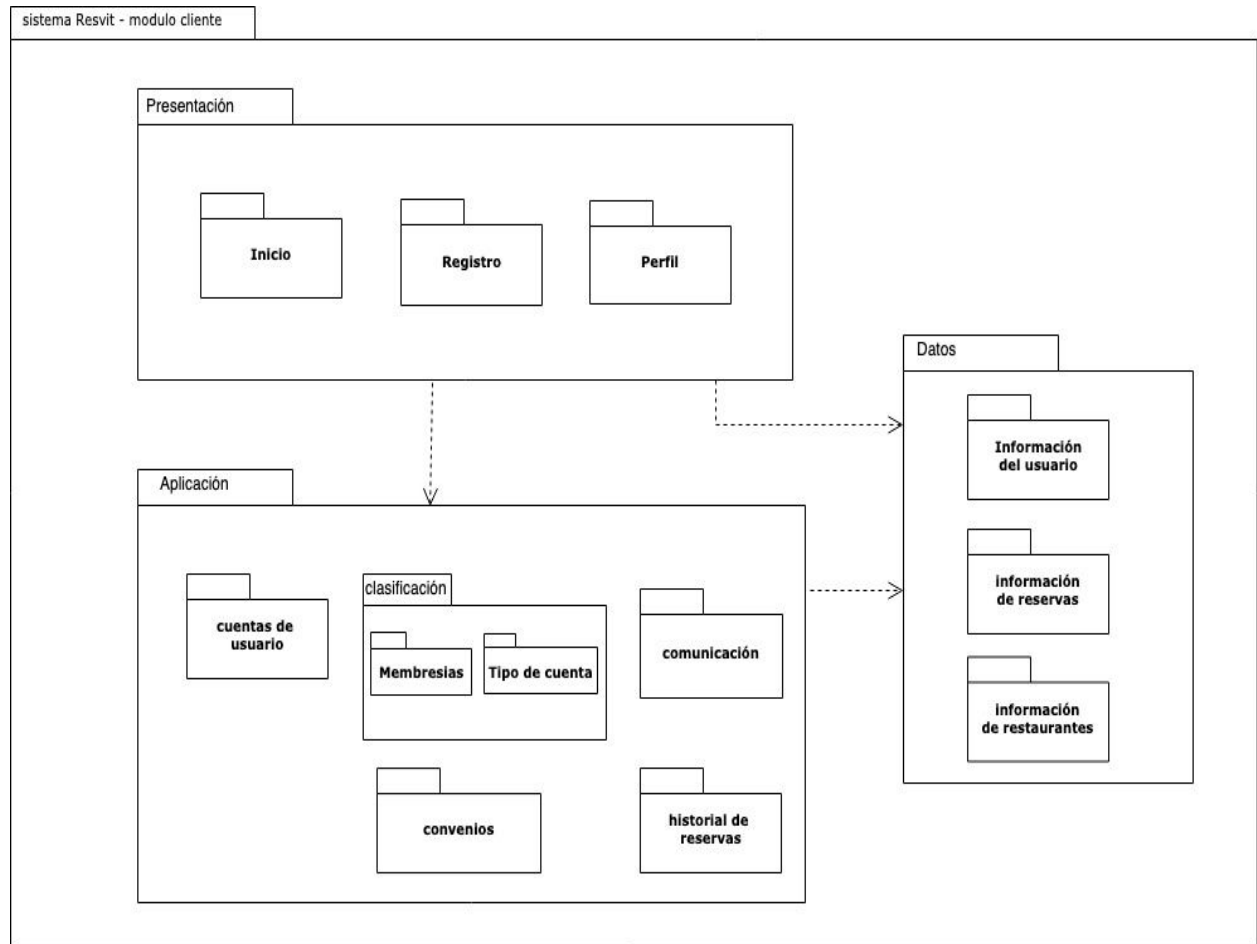 sistema Resvit - modulo cliente
Presentación
Inicio
Registro
Perfil
Datos
Información
del usuario
información
de reservas
información
de restaurantes
Aplicación
cuentas de
usuario
clasificación
Membresias
Tipo de cuenta
comunicación
convenios
historial de
reservas